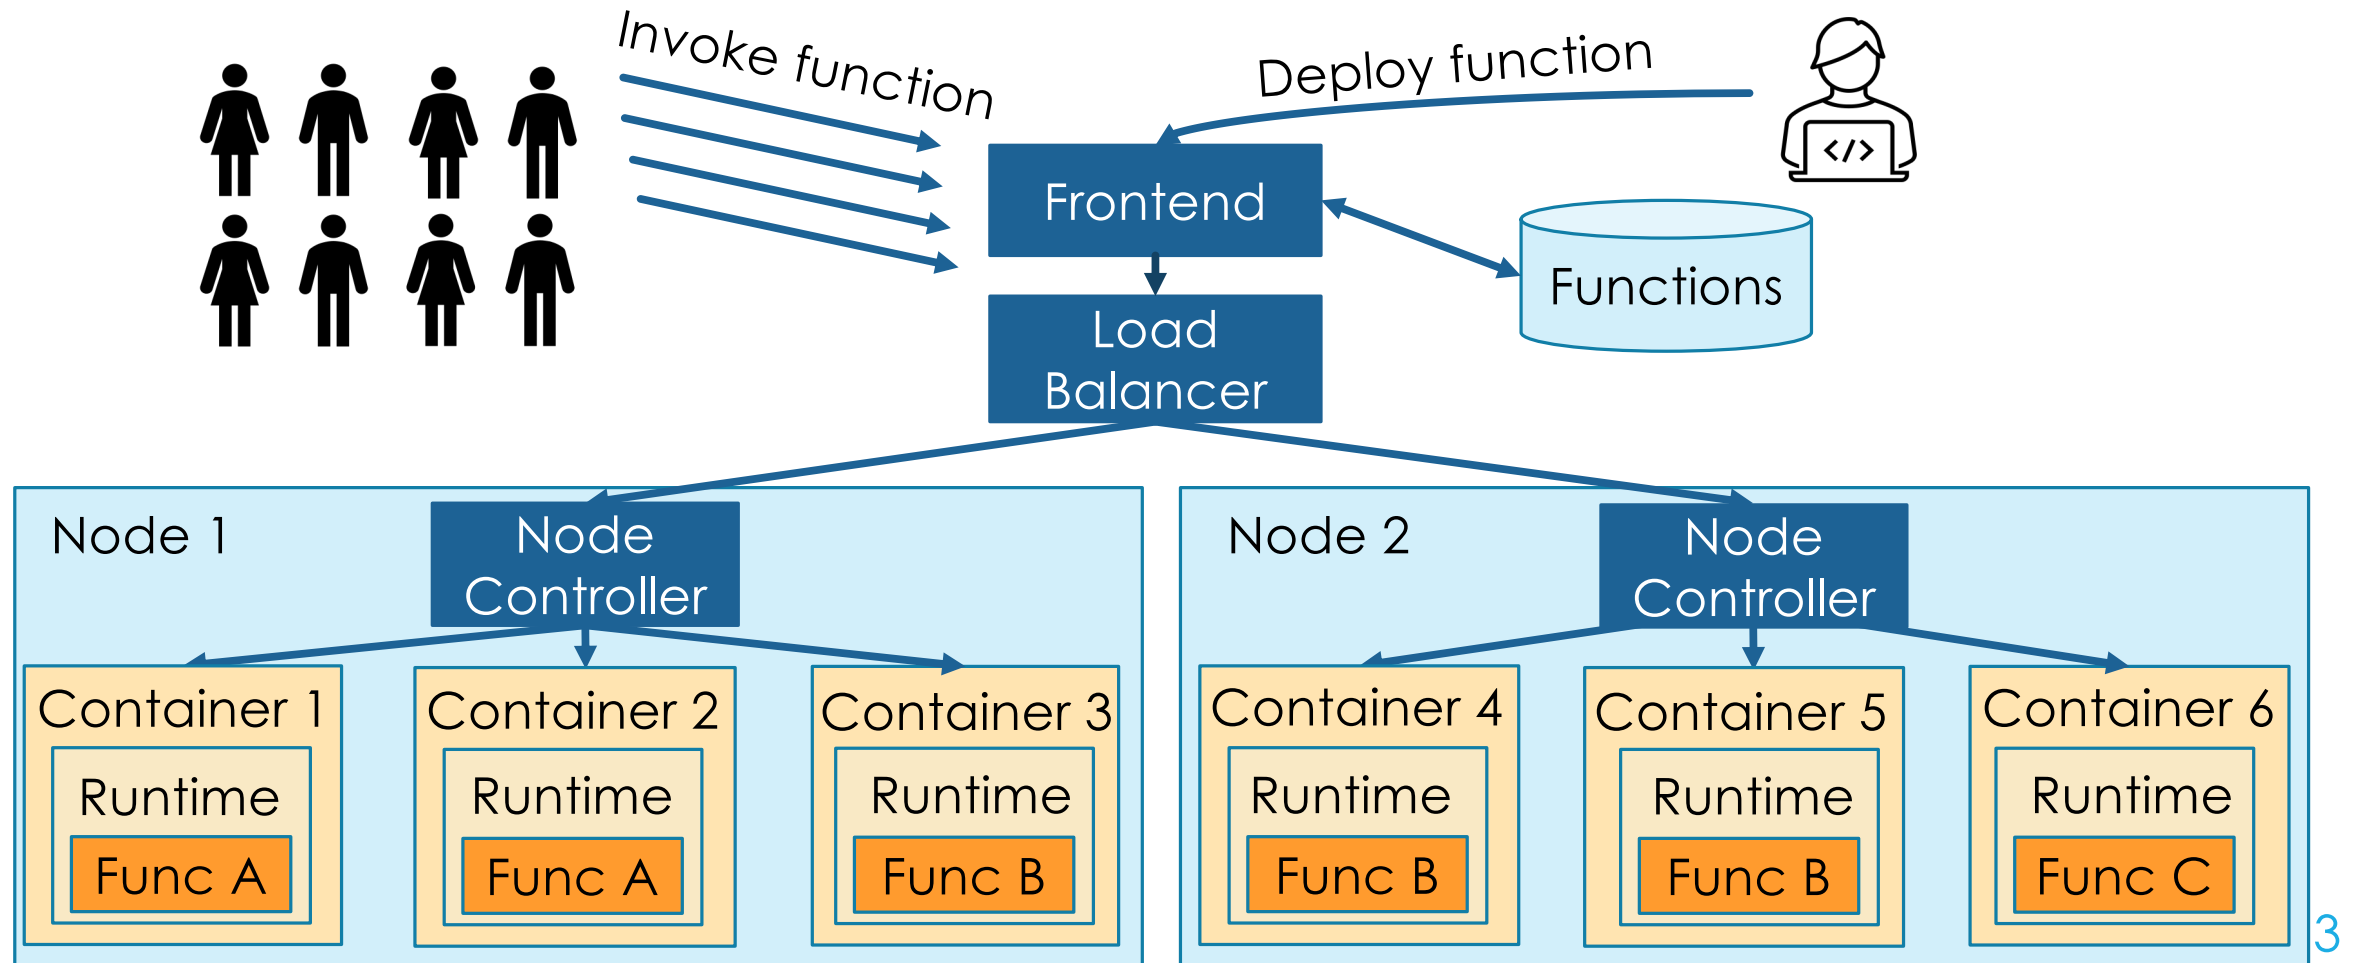 Invoke function
Deploy function
</>
Frontend
Functions
Load
Balancer
Node 1
Node
Controller
Node 2
Node
Controller
Container 1
Runtime
Func A
Container 2
Runtime
Func A
Container 3
Runtime
Func B
Container 4
Runtime
Func B
Container 5
Runtime
Func B
Container 6
Runtime
Func C
3